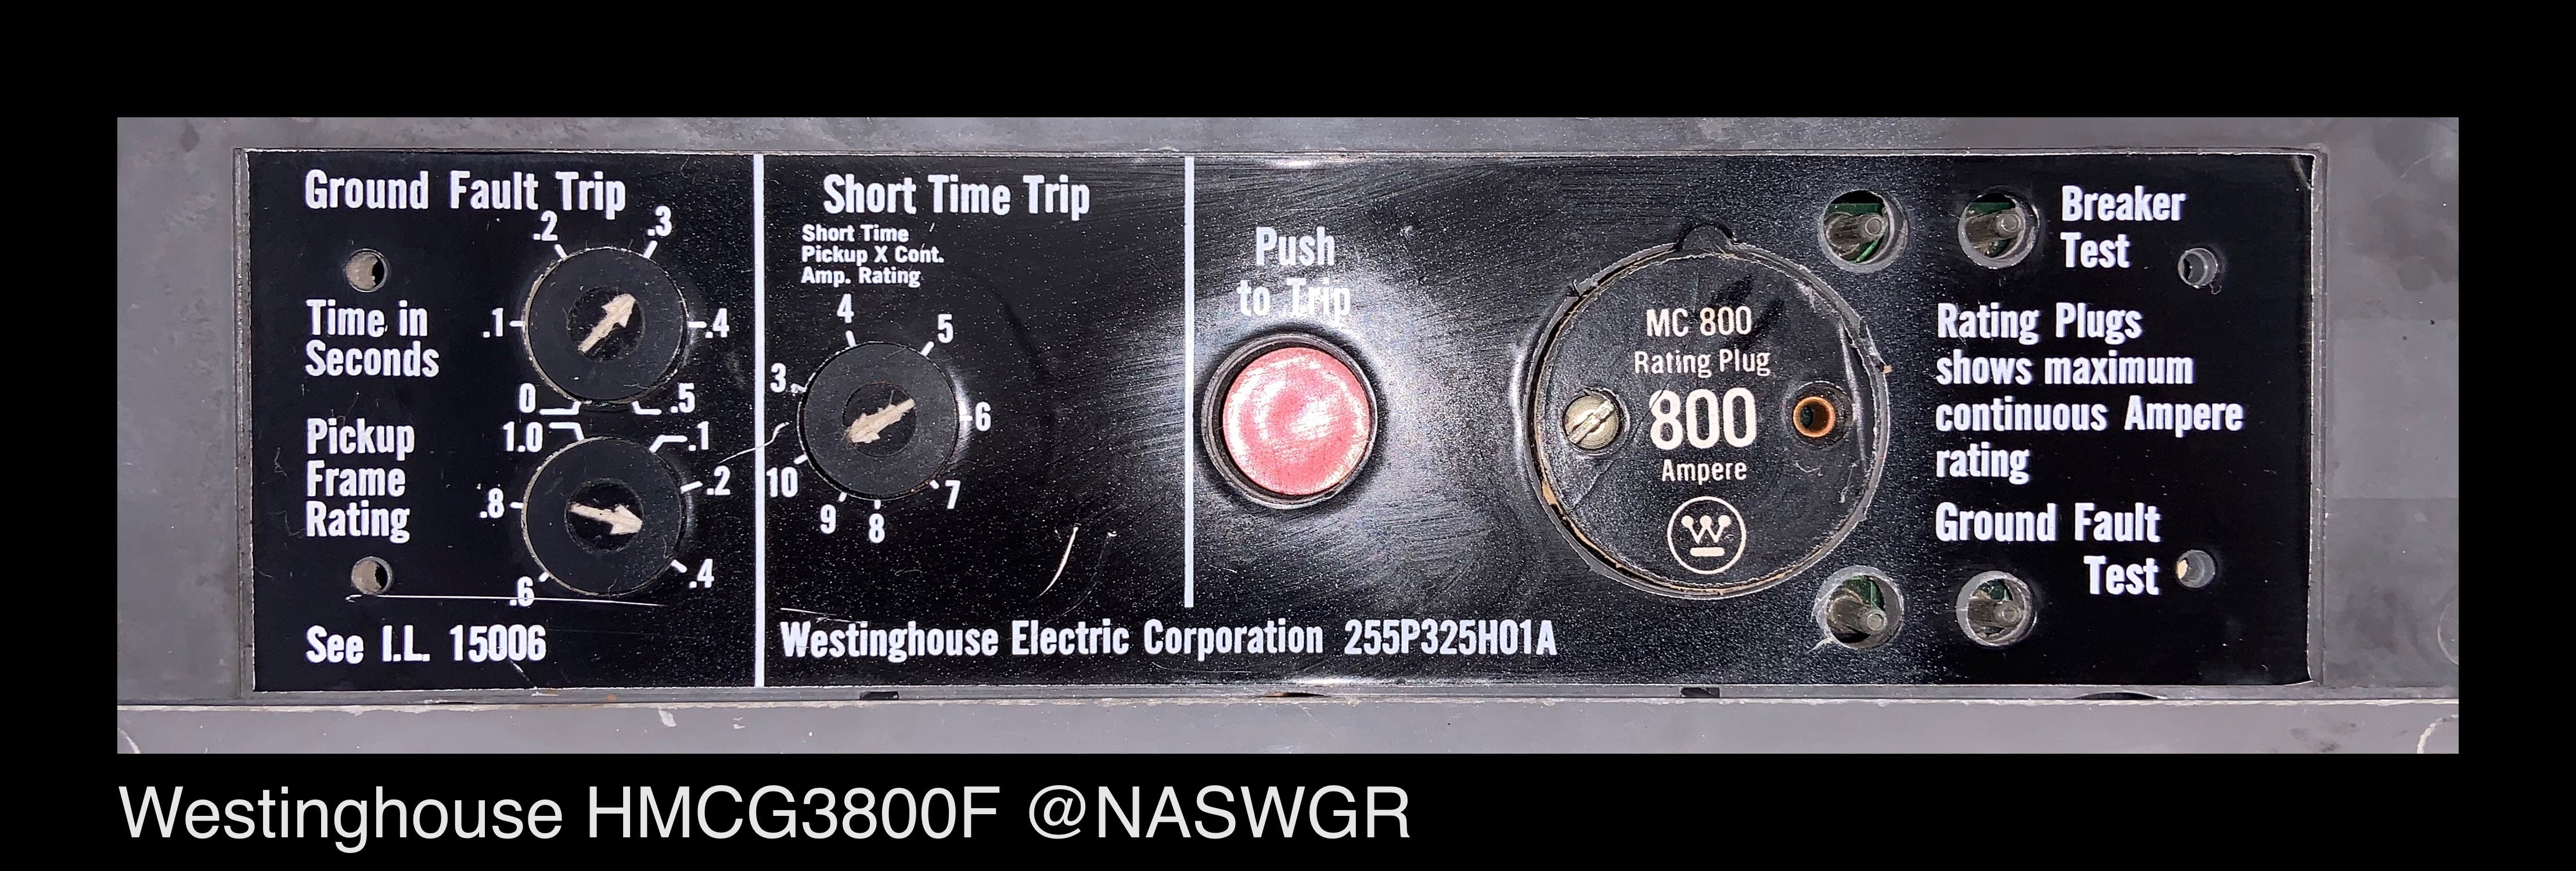 Ground Fault Trip
.2
.3
Time in
Seconds
.1
.4
0
.5
Pickup
Frame
Rating
1.0
.1
.2
.8
.4
.6
See I.L. 15006
Short Time Trip
Short Time
Pickup X Cont.
Amp. Rating
4
5
3
6
10
7
9
8
Push
to Trip
MC 800
Rating Plug
800
Ampere
W
Breaker
Test
Rating Plugs
shows maximum
continuous Ampere
rating
Ground Fault
Test
Westinghouse Electric Corporation 255P325H01A
Westinghouse HMCG3800F @NASWGR